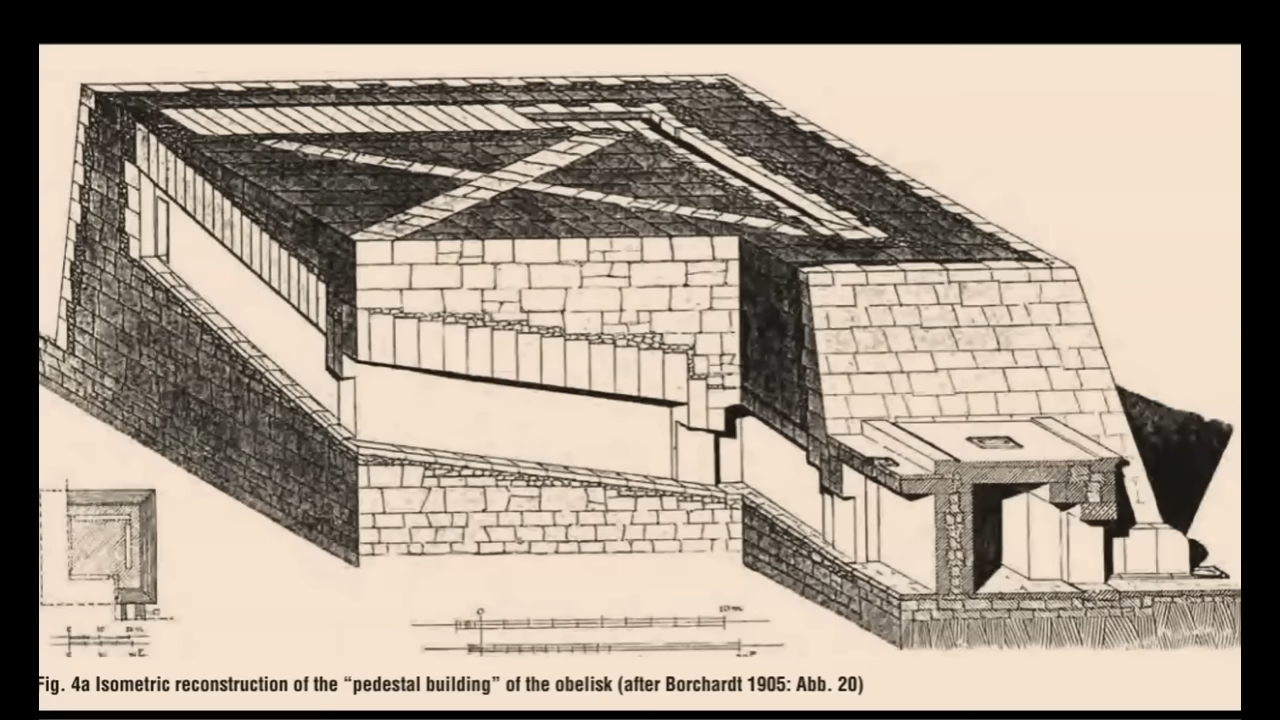 Fig. 4a Isometric reconstruction of the “pedestal building” of the obelisk (after Borchardt 1905: Abb. 20)